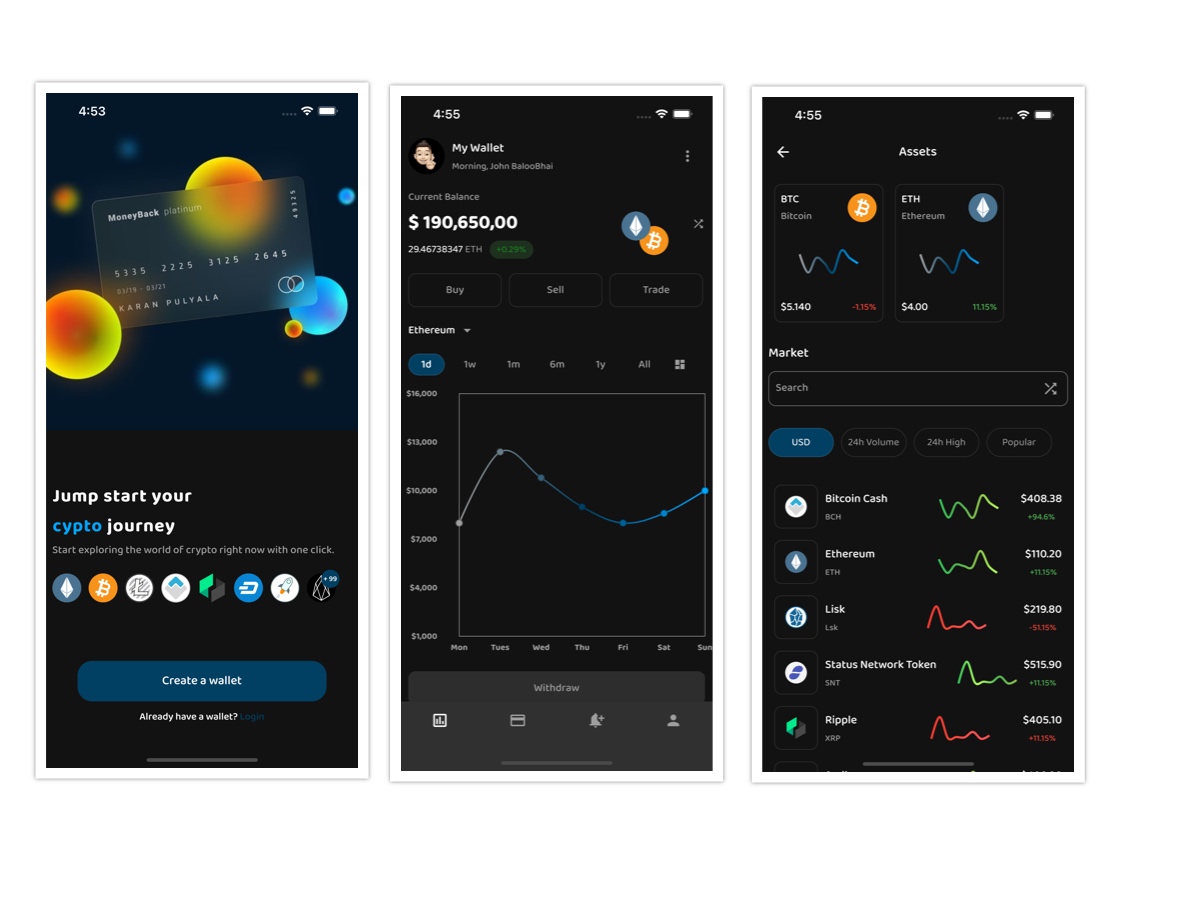 4:53
MoneyBack platinum
49325
5335 2225 3125 2645
03/19 - 03/21
KARAN PULYALA
Jump start your
cypto journey
Start exploring the world of crypto right now with one click.
+ 99
Create a wallet
Already have a wallet? Login
4:55
My Wallet
Morning, John BalooBhai
Current Balance
$ 190,650,00
29.46738347 ETH +0.29%
Buy Sell Trade
Ethereum
1d 1w 1m 6m 1y All
$16,000
$13,000
$10,000
$7,000
$4,000
$1,000
Mon Tues Wed Thu Fri Sat Sun
Withdraw
4:55
Assets
BTC
Bitcoin
$5.140 -1.15%
ETH
Ethereum
$4.00 11.15%
Market
Search
USD 24h Volume 24h High Popular
Bitcoin Cash $408.38
BCH +94.6%
Ethereum $110.20
ETH +11.15%
Lisk $219.80
Lsk -51.15%
Status Network Token $515.90
SNT +11.15%
Ripple $405.10
XRP +11.15%